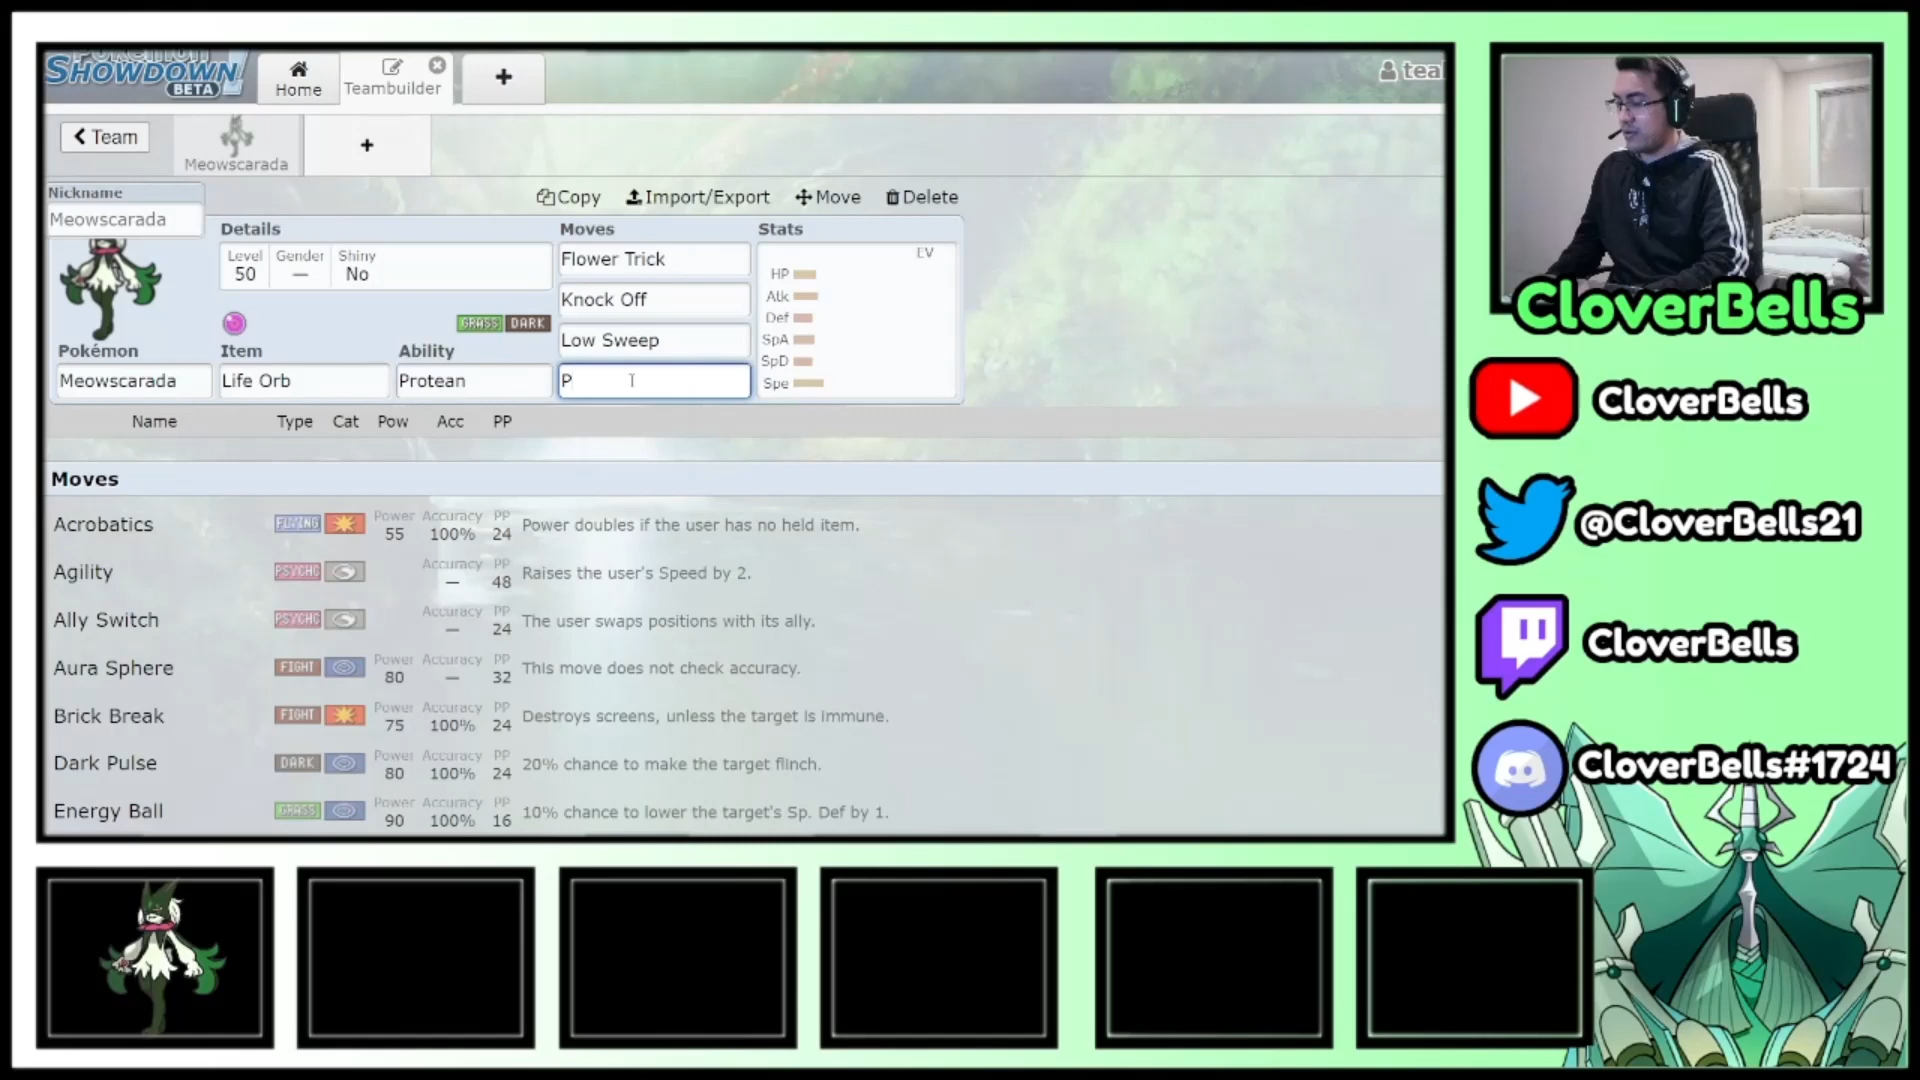 Pokémon
SHOWDOWN
BETA
Home
Teambuilder
+
tea
Team
Meowscarada
+
Nickname
Meowscarada
Copy
Import/Export
Move
Delete
Details
Moves
Stats
Level
50
Gender
—
Shiny
No
Flower Trick
EV
HP
Atk
Def
SpA
SpD
Spe
Knock Off
GRASS DARK
Low Sweep
Pokémon
Item
Ability
Meowscarada
Life Orb
Protean
P
Name Type Cat Pow Acc PP
Moves
Acrobatics FLYING Power 55 Accuracy 100% PP 24 Power doubles if the user has no held item.
Agility PSYCHC Accuracy — PP 48 Raises the user's Speed by 2.
Ally Switch PSYCHC Accuracy — PP 24 The user swaps positions with its ally.
Aura Sphere FIGHT Power 80 Accuracy — PP 32 This move does not check accuracy.
Brick Break FIGHT Power 75 Accuracy 100% PP 24 Destroys screens, unless the target is immune.
Dark Pulse DARK Power 80 Accuracy 100% PP 24 20% chance to make the target flinch.
Energy Ball GRASS Power 90 Accuracy 100% PP 16 10% chance to lower the target's Sp. Def by 1.
CloverBells
CloverBells
@CloverBells21
CloverBells
CloverBells#1724